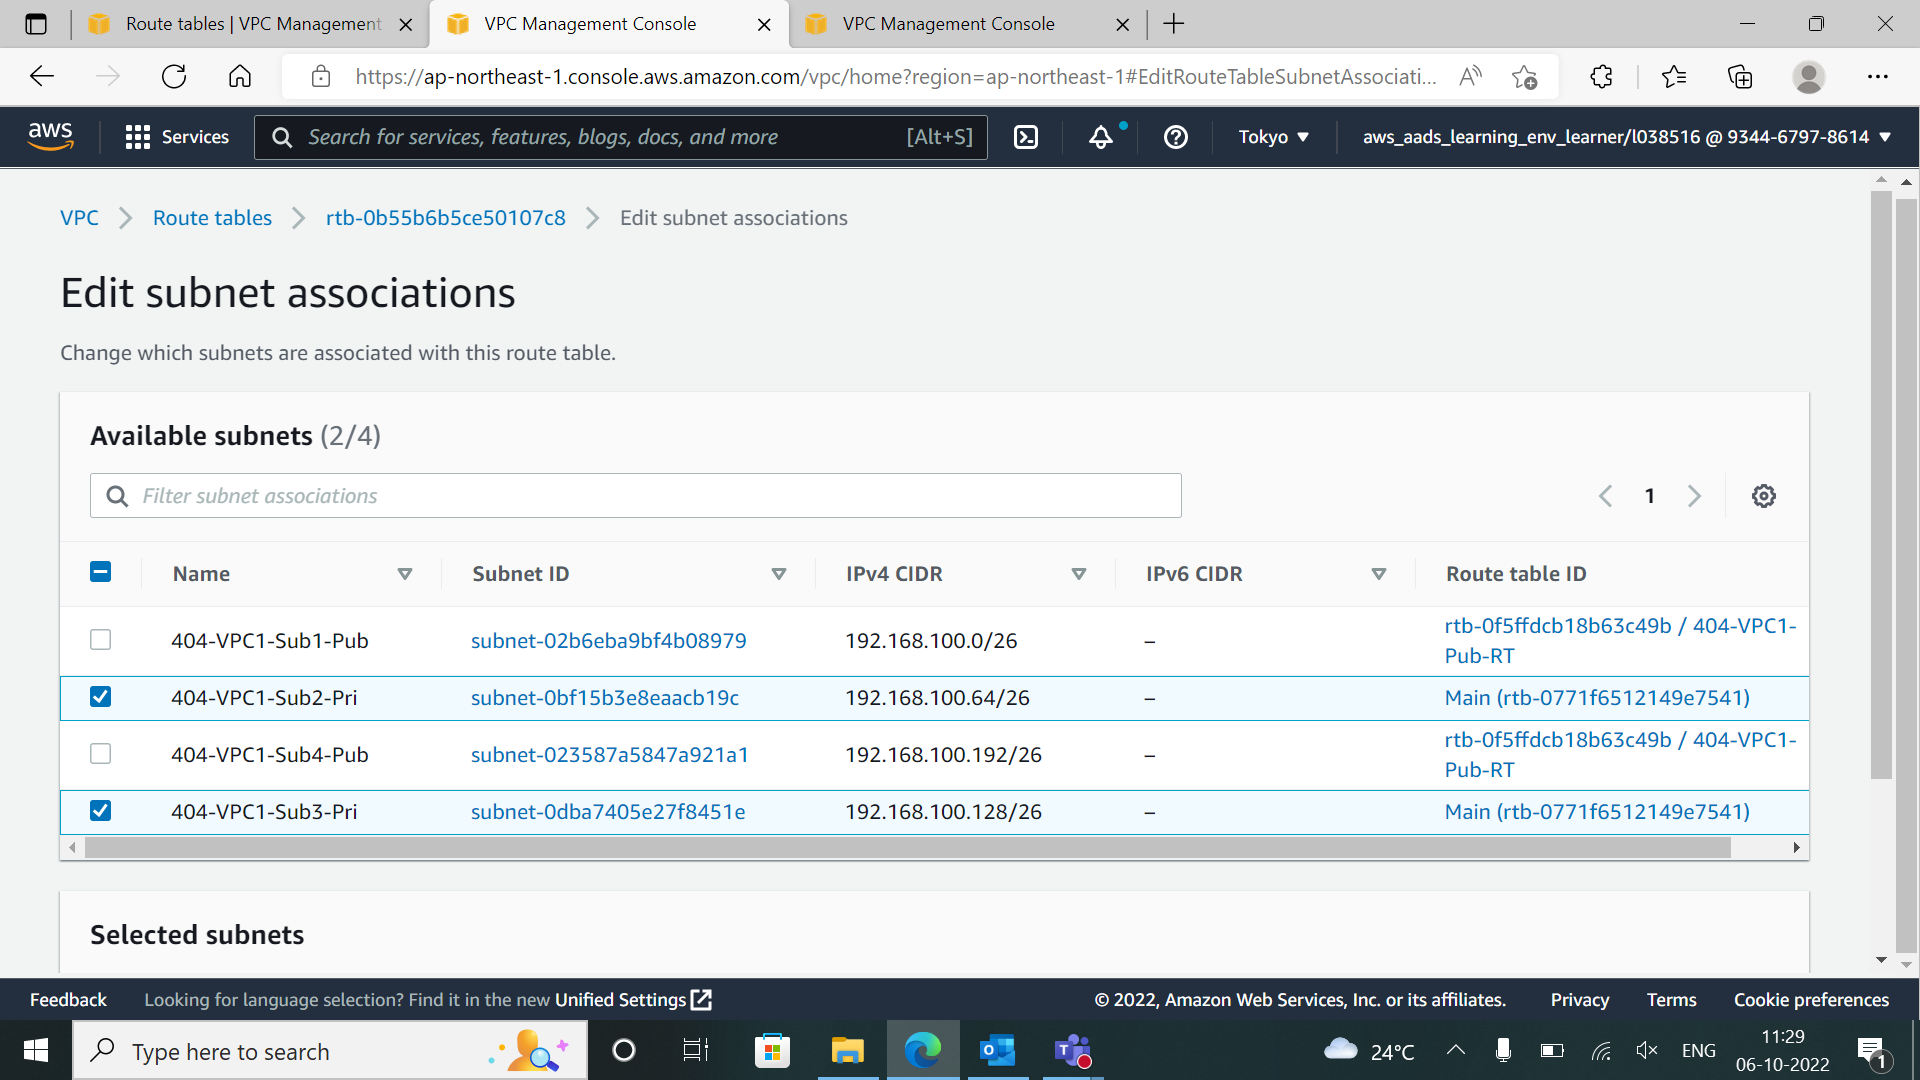 Route tables | VPC Management
VPC Management Console
VPC Management Console
https://ap-northeast-1.console.aws.amazon.com/vpc/home?region=ap-northeast-1#EditRouteTableSubnetAssociati...
aws
Services
Search for services, features, blogs, docs, and more
[Alt+S]
Tokyo
aws_aads_learning_env_learner/l038516 @ 9344-6797-8614
VPC
Route tables
rtb-0b55b6b5ce50107c8
Edit subnet associations
Edit subnet associations
Change which subnets are associated with this route table.
Available subnets (2/4)
Filter subnet associations
1
Name
Subnet ID
IPv4 CIDR
IPv6 CIDR
Route table ID
404-VPC1-Sub1-Pub
subnet-02b6eba9bf4b08979
192.168.100.0/26
–
rtb-0f5ffdcb18b63c49b / 404-VPC1-
Pub-RT
404-VPC1-Sub2-Pri
subnet-0bf15b3e8eaacb19c
192.168.100.64/26
–
Main (rtb-0771f6512149e7541)
404-VPC1-Sub4-Pub
subnet-023587a5847a921a1
192.168.100.192/26
–
rtb-0f5ffdcb18b63c49b / 404-VPC1-
Pub-RT
404-VPC1-Sub3-Pri
subnet-0dba7405e27f8451e
192.168.100.128/26
–
Main (rtb-0771f6512149e7541)
Selected subnets
Feedback
Looking for language selection? Find it in the new Unified Settings
© 2022, Amazon Web Services, Inc. or its affiliates.
Privacy
Terms
Cookie preferences
Type here to search
24°C
ENG
11:29
06-10-2022
1